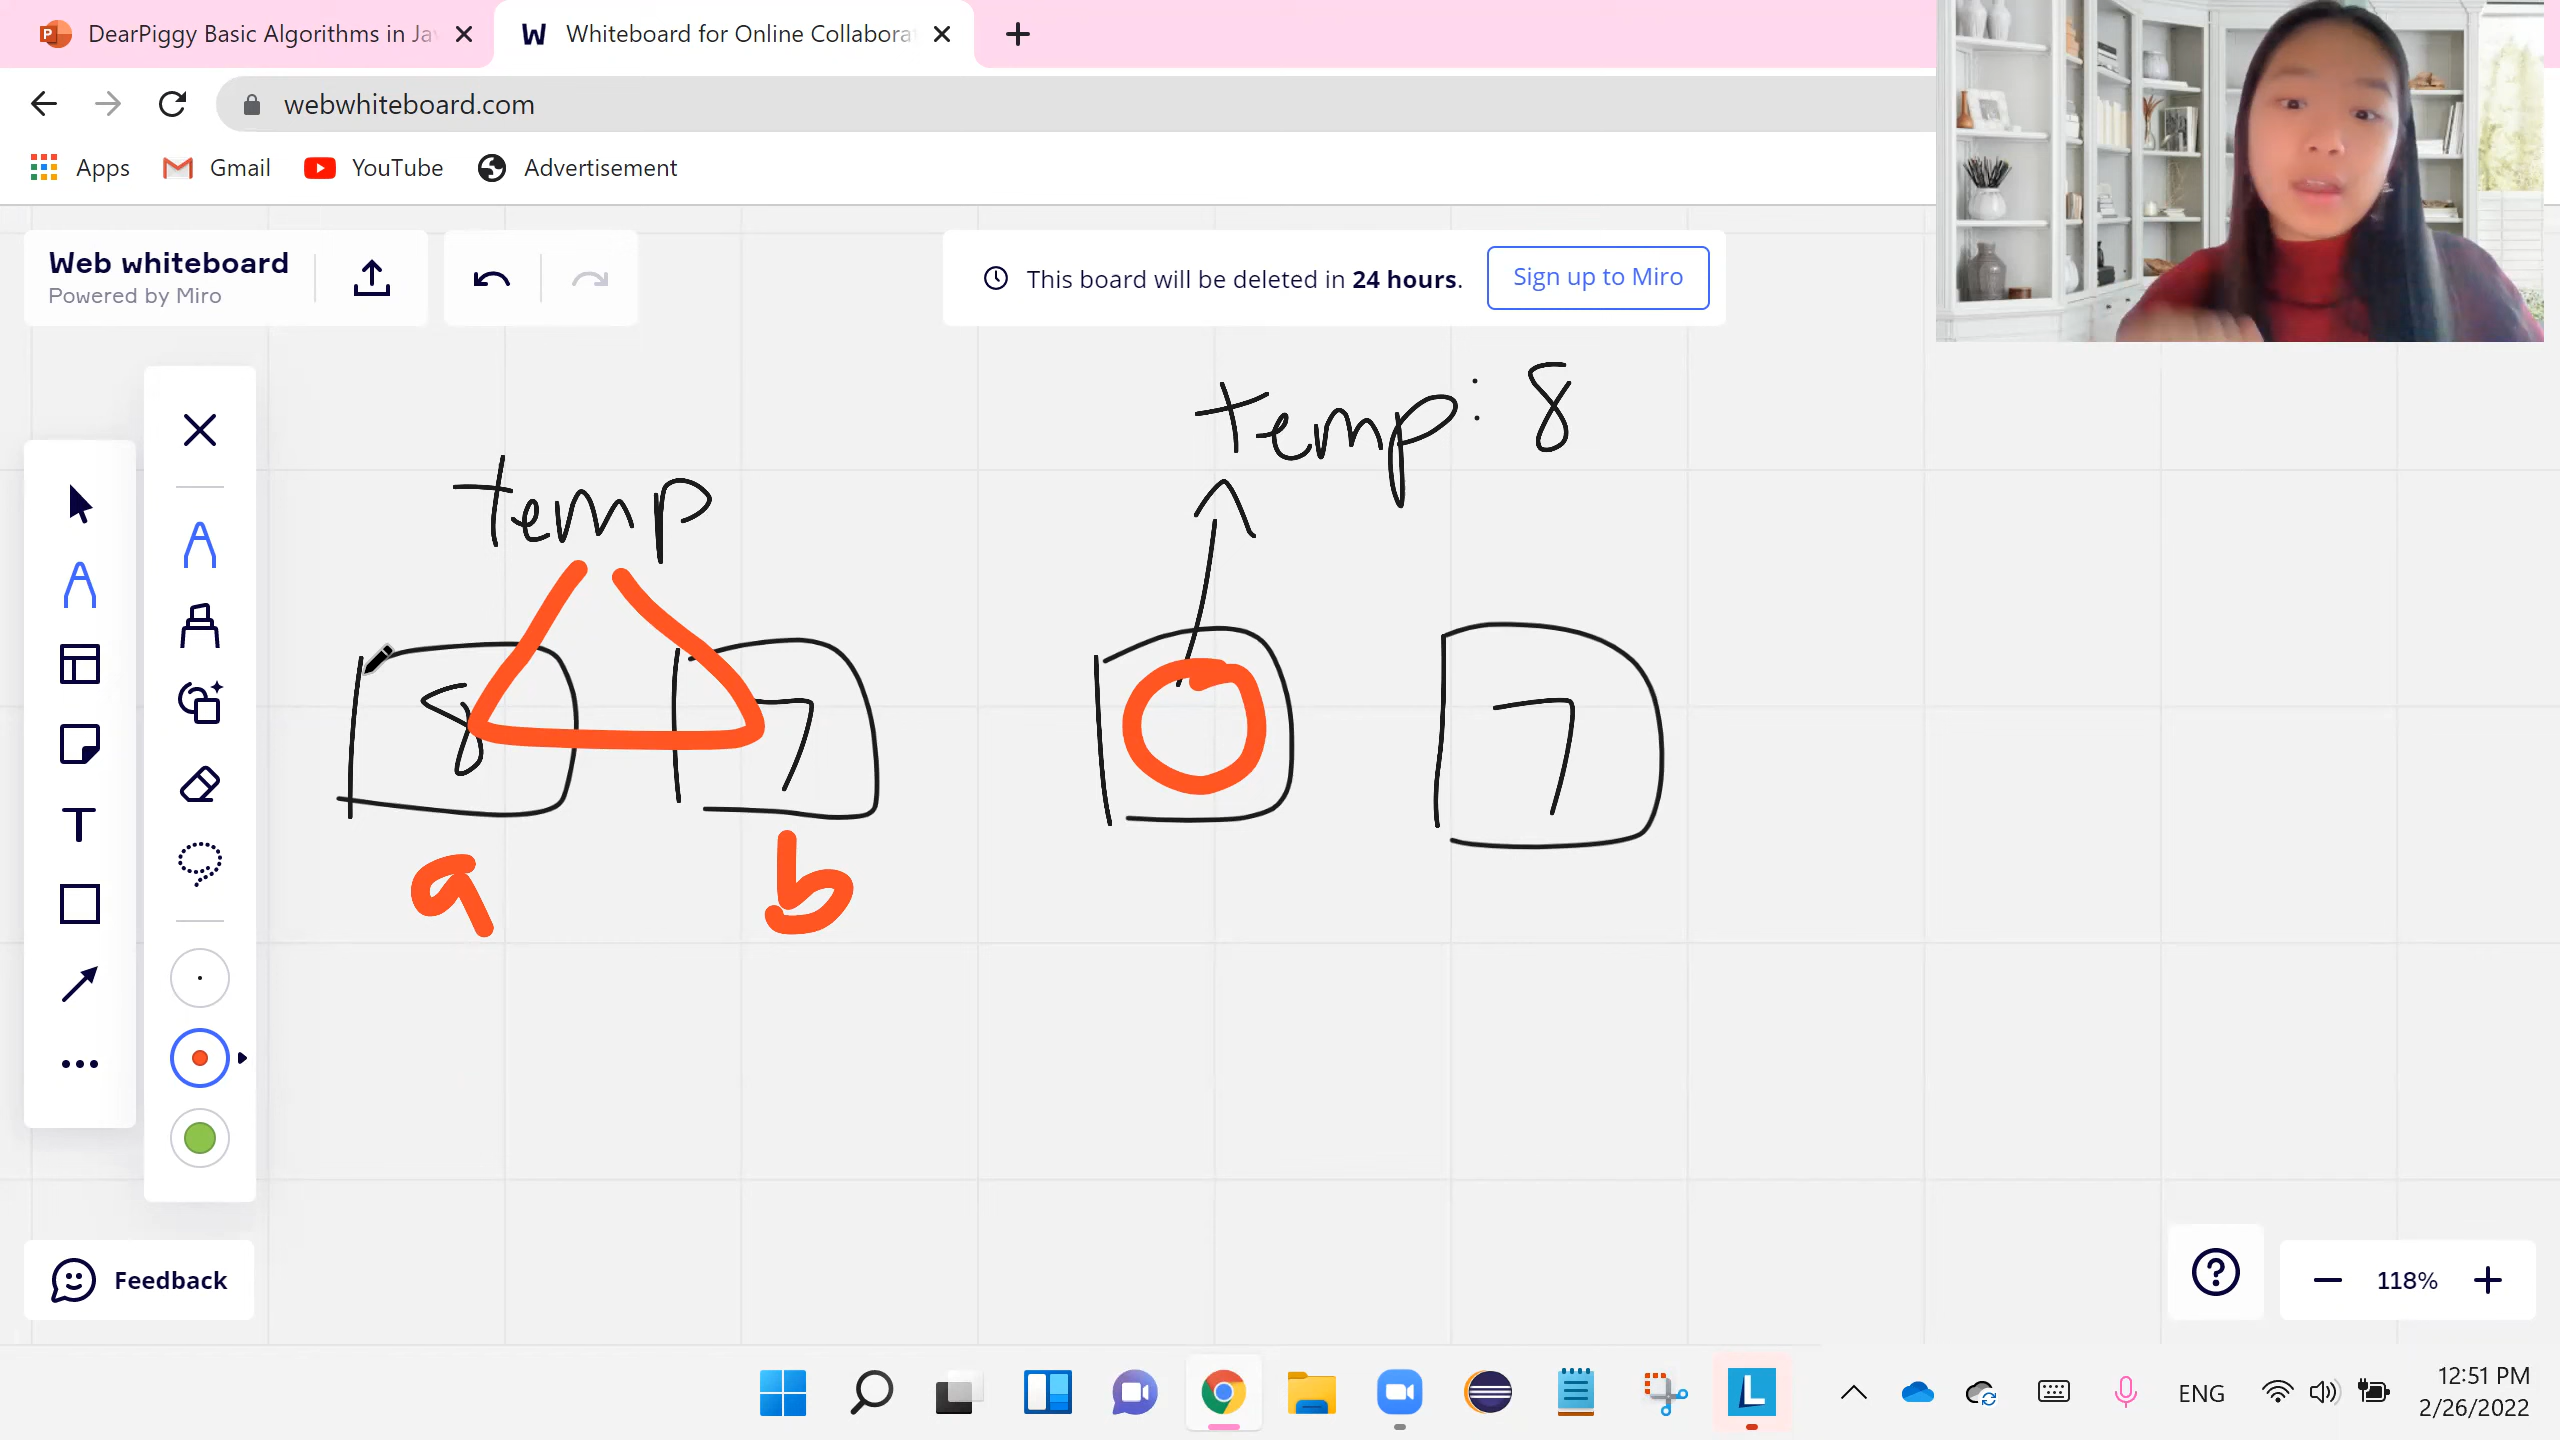 DearPiggy Basic Algorithms in Ja
Whiteboard for Online Collabora
webwhiteboard.com
Apps
Gmail
YouTube
Advertisement
Web whiteboard
Powered by Miro
This board will be deleted in 24 hours.
Sign up to Miro
temp: 8
temp
8
7
7
a
b
Feedback
118%
ENG
12:51 PM
2/26/2022